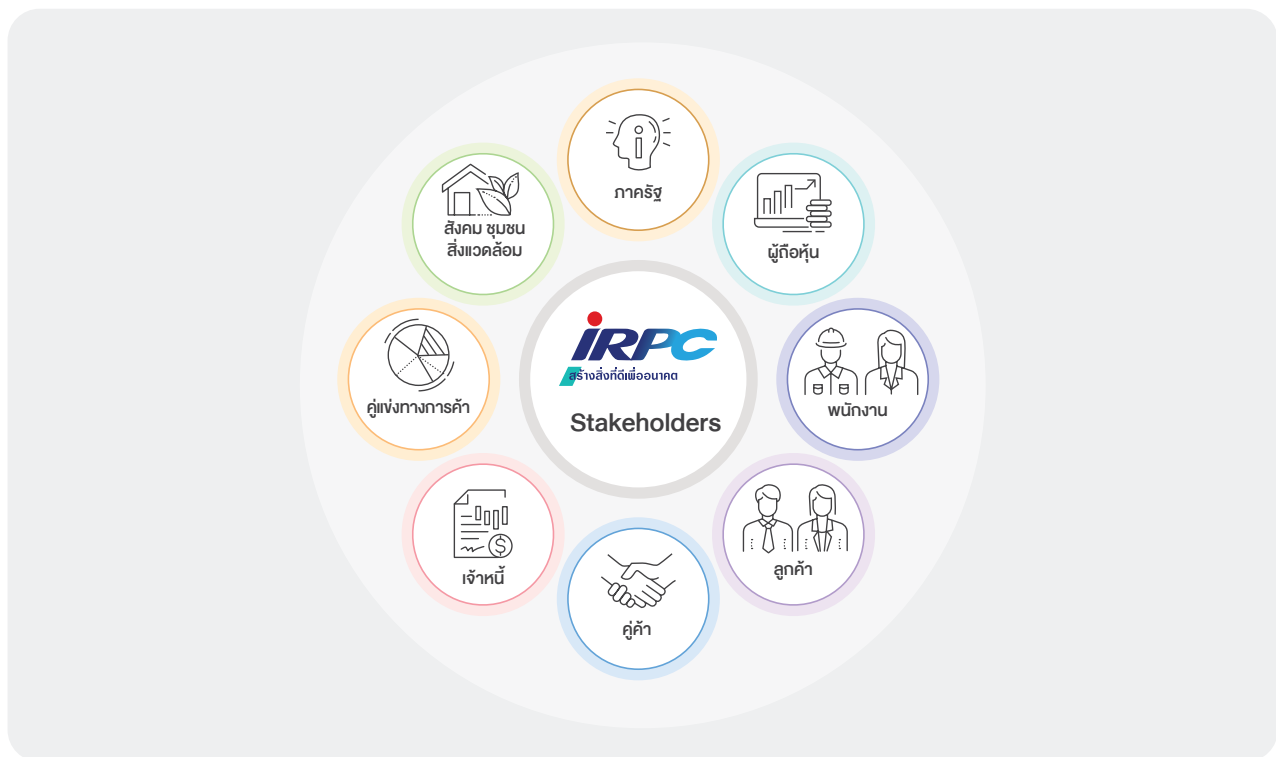 ภาครัฐ
ผู้ถือหุ้น
พนักงาน
ลูกค้า
คู่ค้า
เจ้าหนี้
คู่แข่งทางการค้า
สังคม ชุมชน
สิ่งแวดล้อม
iRPC
สร้างสิ่งที่ดีเพื่ออนาคต
Stakeholders